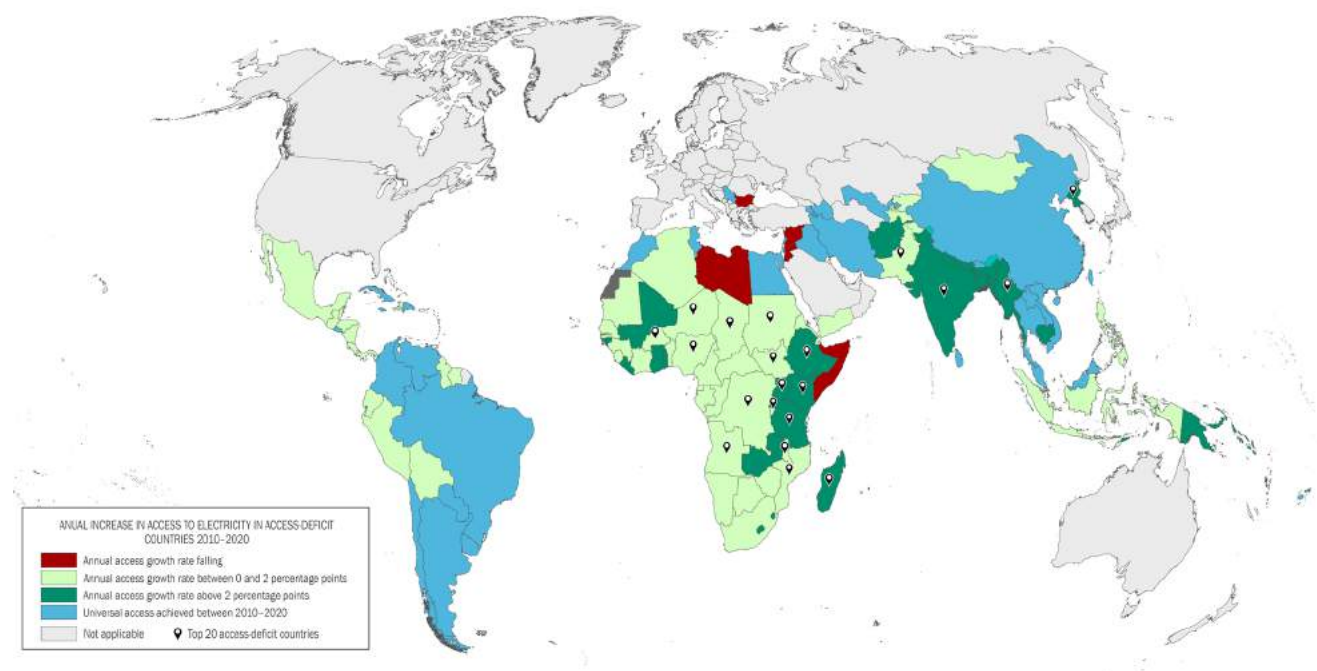 ANUAL INCREASE IN ACCESS TO ELECTRICITY IN ACCESS-DEFICIT
COUNTRIES 2010–2020
Annual access growth rate falling
Annual access growth rate between 0 and 2 percentage points
Annual access growth rate above 2 percentage points
Universal access achieved between 2010–2020
Not applicable Top 20 access-deficit countries